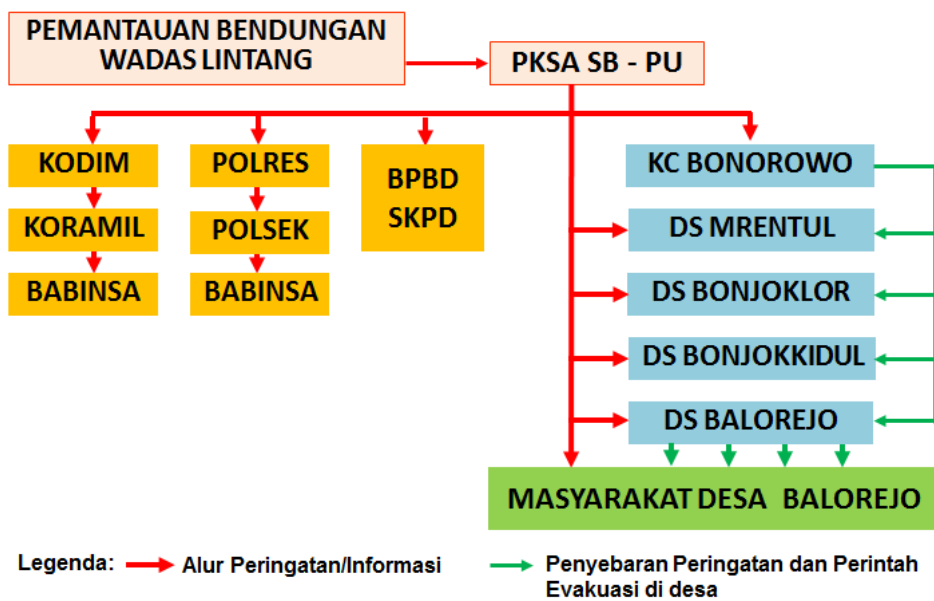 PEMANTAUAN BENDUNGAN
WADAS LINTANG
PKSA SB - PU
KODIM
KORAMIL
BABINSA
POLRES
POLSEK
BABINSA
BPBD
SKPD
KC BONOROWO
DS MRENTUL
DS BONJOKLOR
DS BONJOKKIDUL
DS BALOREJO
MASYARAKAT DESA BALOREJO
Legenda:
Alur Peringatan/Informasi
Penyebaran Peringatan dan Perintah
Evakuasi di desa